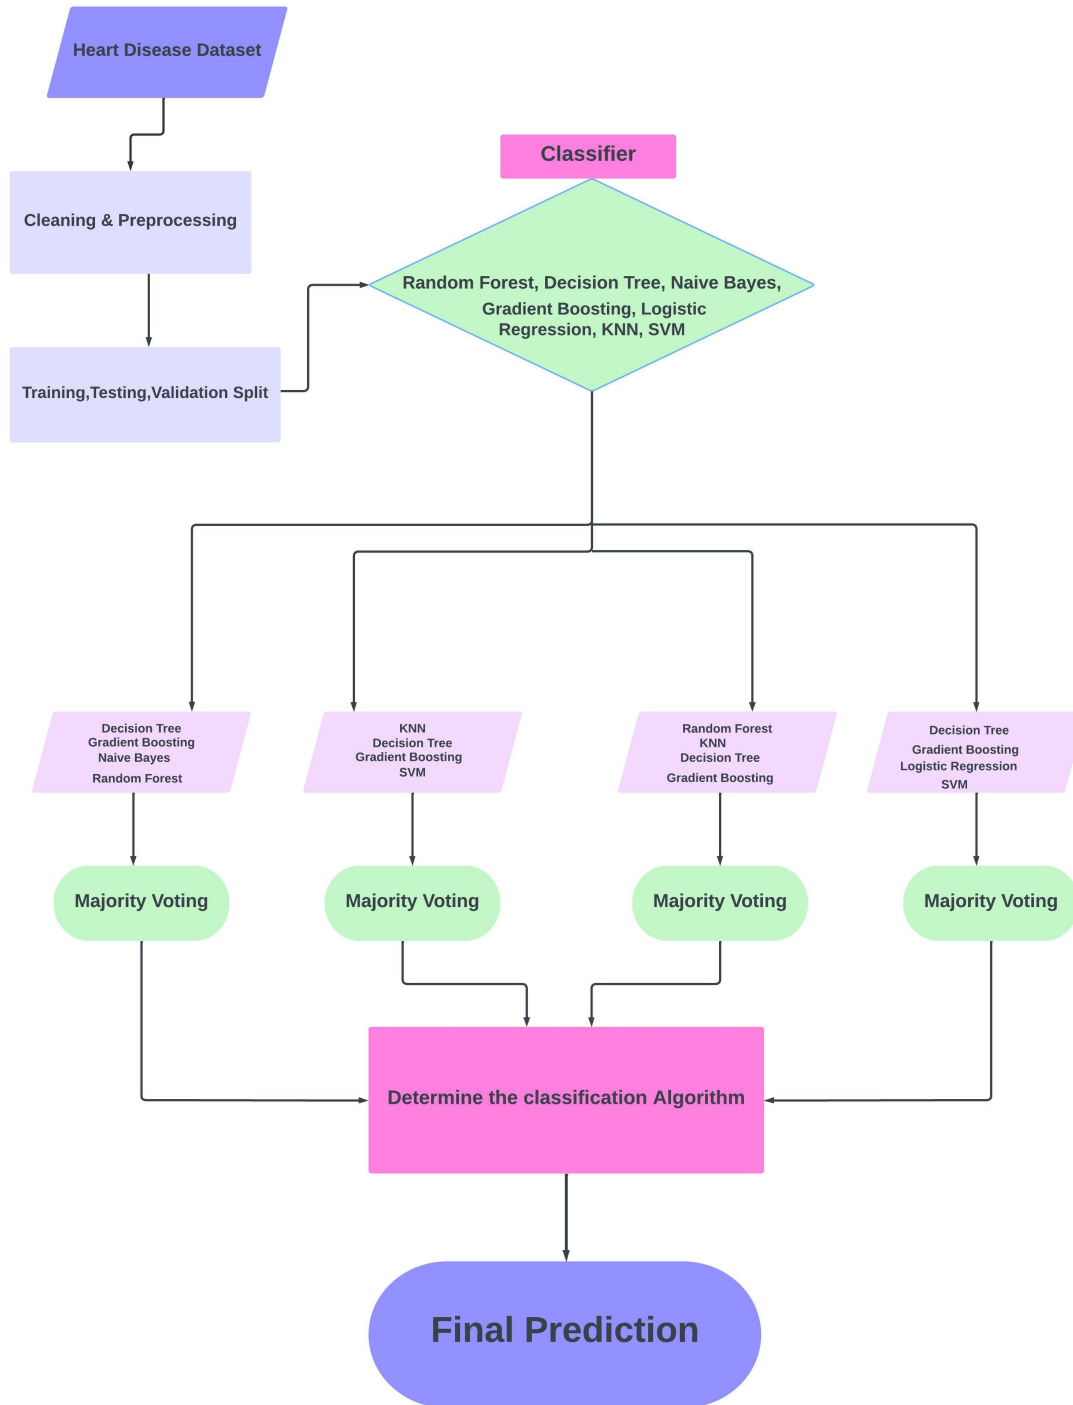 Heart Disease Dataset
Classifier
Cleaning & Preprocessing
Random Forest, Decision Tree, Naive Bayes,
Gradient Boosting, Logistic
Regression, KNN, SVM
Training,Testing,Validation Split
Decision Tree
Gradient Boosting
Naive Bayes
Random Forest
KNN
Decision Tree
Gradient Boosting
SVM
Random Forest
KNN
Decision Tree
Gradient Boosting
Decision Tree
Gradient Boosting
Logistic Regression
SVM
Majority Voting
Majority Voting
Majority Voting
Majority Voting
Determine the classification Algorithm
Final Prediction